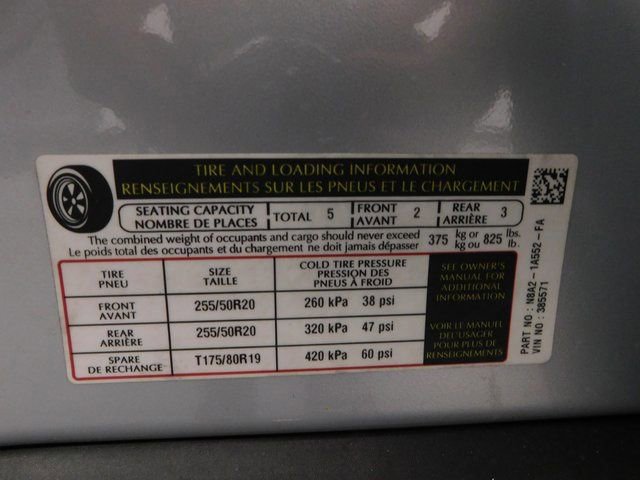 TIRE AND LOADING INFORMATION
RENSEIGNEMENTS SUR LES PNEUS ET LE CHARGEMENT
SEATING CAPACITY
NOMBRE DE PLACES
TOTAL 5
FRONT
AVANT 2
REAR
ARRIÈRE 3
The combined weight of occupants and cargo should never exceed 375 kg or 825 lbs.
Le poids total des occupants et du chargement ne doit jamais dépasser kg ou lb.
TIRE
PNEU
SIZE
TAILLE
COLD TIRE PRESSURE
PRESSION DES
PNEUS À FROID
SEE OWNER'S
MANUAL FOR
ADDITIONAL
INFORMATION
FRONT
AVANT
255/50R20
260 kPa 38 psi
REAR
ARRIÈRE
255/50R20
320 kPa 47 psi
VOIR LE MANUEL
DE L'USAGER
POUR PLUS DE
RENSEIGNEMENTS
SPARE
DE RECHANGE
T175/80R19
420 kPa 60 psi
PART NO : N8A2-1A552-FA
VIN NO : 385571